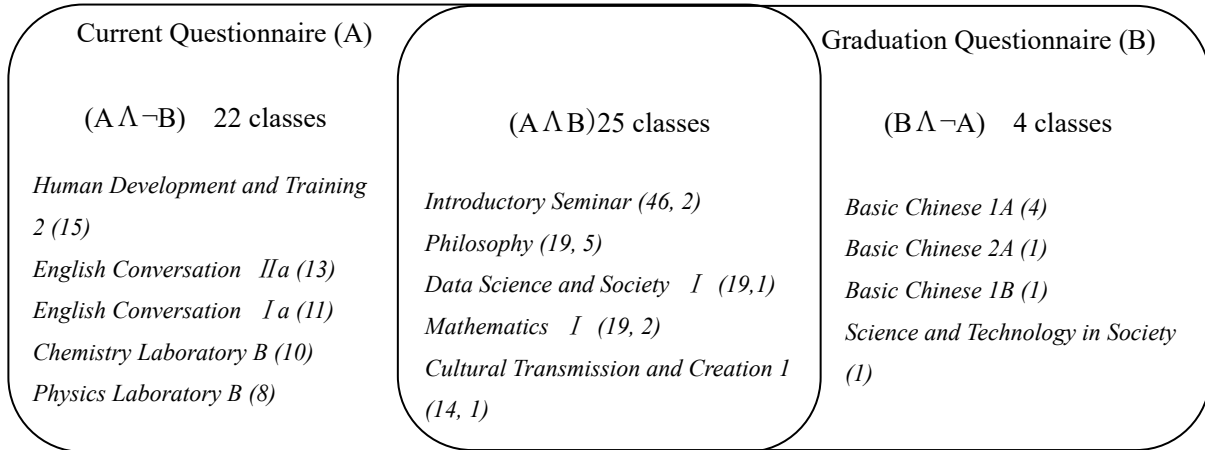 Current Questionnaire (A)
(A Λ ¬B) 22 classes
Human Development and Training
2 (15)
English Conversation Ⅱa (13)
English Conversation Ⅰa (11)
Chemistry Laboratory B (10)
Physics Laboratory B (8)
(A Λ B)25 classes
Introductory Seminar (46, 2)
Philosophy (19, 5)
Data Science and Society Ⅰ (19,1)
Mathematics Ⅰ (19, 2)
Cultural Transmission and Creation 1
(14, 1)
Graduation Questionnaire (B)
(B Λ ¬A) 4 classes
Basic Chinese 1A (4)
Basic Chinese 2A (1)
Basic Chinese 1B (1)
Science and Technology in Society
(1)